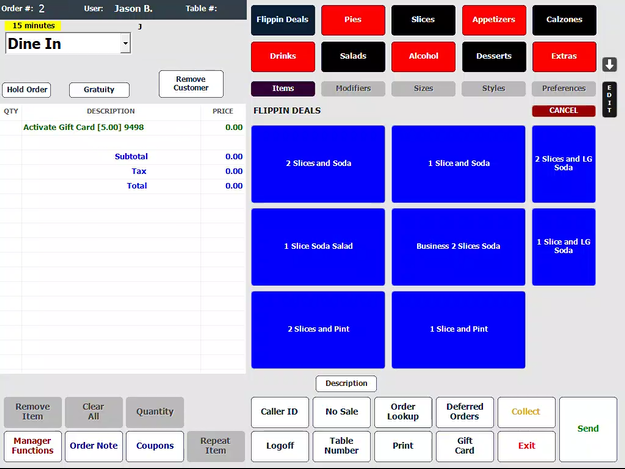 Order #: 2 User: Jason B. Table #:
15 minutes J
Dine In
Hold Order Gratuity Remove Customer
QTY DESCRIPTION PRICE
Activate Gift Card [5.00] 9498 0.00
Subtotal 0.00
Tax 0.00
Total 0.00
Flippin Deals Pies Slices Appetizers Calzones
Drinks Salads Alcohol Desserts Extras
Items Modifiers Sizes Styles Preferences
EDIT
FLIPPIN DEALS CANCEL
2 Slices and Soda 1 Slice and Soda 2 Slices and LG Soda
1 Slice Soda Salad Business 2 Slices Soda 1 Slice and LG Soda
2 Slices and Pint 1 Slice and Pint
Description
Remove Item Clear All Quantity
Caller ID No Sale Order Lookup Deferred Orders Collect
Manager Functions Order Note Coupons Repeat Item
Logoff Table Number Print Gift Card Exit
Send